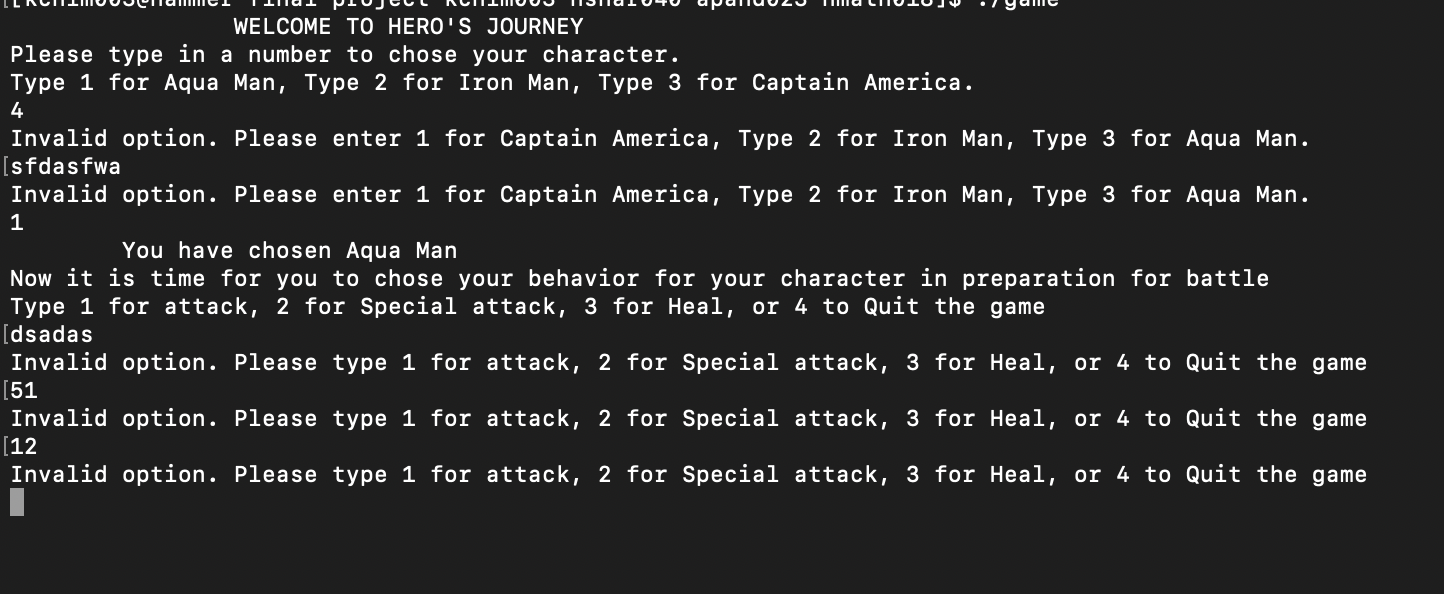 [kchim003@hammer final-project-kchim003-nshar040-apand023-nmath018]$ ./game
WELCOME TO HERO'S JOURNEY
Please type in a number to chose your character.
Type 1 for Aqua Man, Type 2 for Iron Man, Type 3 for Captain America.
4
Invalid option. Please enter 1 for Captain America, Type 2 for Iron Man, Type 3 for Aqua Man.
[sfdasfwa
Invalid option. Please enter 1 for Captain America, Type 2 for Iron Man, Type 3 for Aqua Man.
1
You have chosen Aqua Man
Now it is time for you to chose your behavior for your character in preparation for battle
Type 1 for attack, 2 for Special attack, 3 for Heal, or 4 to Quit the game
[dsadas
Invalid option. Please type 1 for attack, 2 for Special attack, 3 for Heal, or 4 to Quit the game
[51
Invalid option. Please type 1 for attack, 2 for Special attack, 3 for Heal, or 4 to Quit the game
[12
Invalid option. Please type 1 for attack, 2 for Special attack, 3 for Heal, or 4 to Quit the game